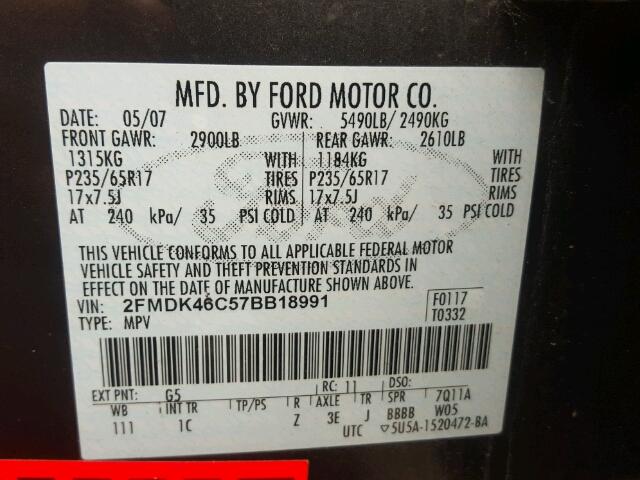 MFD. BY FORD MOTOR CO.
DATE: 05/07 GVWR: 5490LB/2490KG
FRONT GAWR: 2900LB REAR GAWR: 2610LB
1315KG WITH 1184KG WITH
P235/65R17 TIRES P235/65R17 TIRES
17x7.5J RIMS 17x7.5J RIMS
AT 240 kPa/ 35 PSI COLD AT 240 kPa/ 35 PSI COLD
THIS VEHICLE CONFORMS TO ALL APPLICABLE FEDERAL MOTOR
VEHICLE SAFETY AND THEFT PREVENTION STANDARDS IN
EFFECT ON THE DATE OF MANUFACTURE SHOWN ABOVE.
VIN: 2FMDK46C57BB18991 F0117
TYPE: MPV T0332
EXT PNT: G5 RC: 11 DSO:
WB INT TR TP/PS R AXLE TR SPR 7Q11A
111 1C Z 3E J BBBB W05
UTC ▽5U5A-1520472-BA